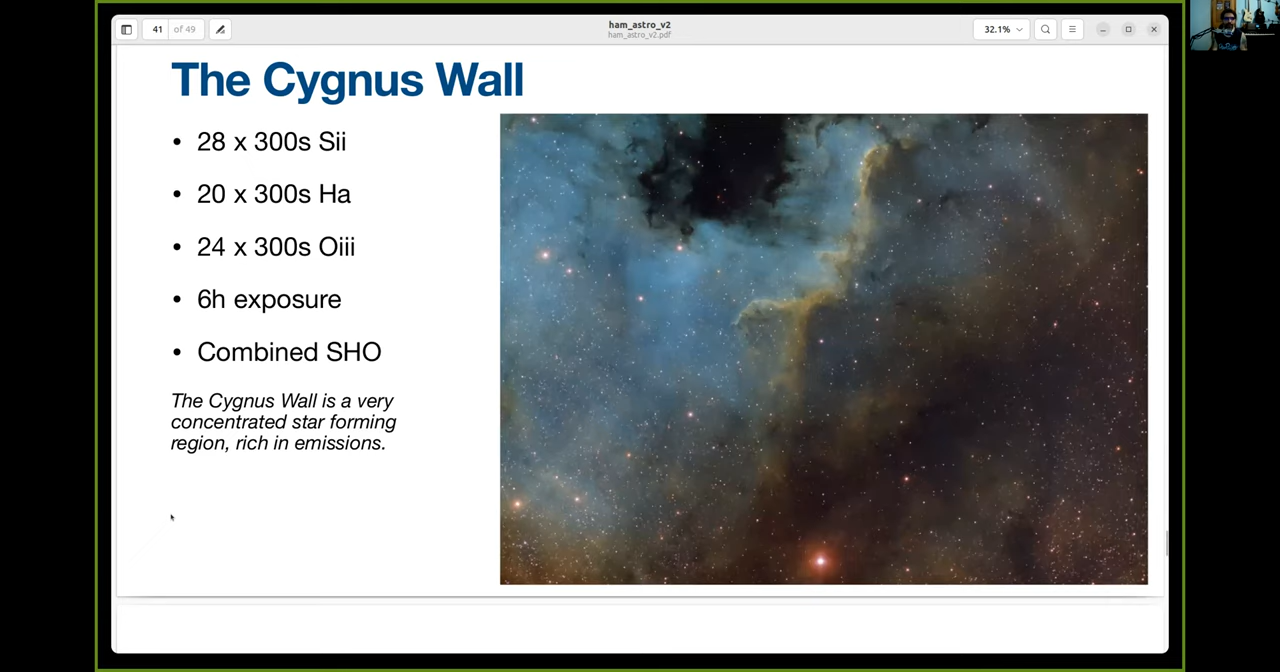 41 of 49
ham_astro_v2
ham_astro_v2.pdf
32.1%
The Cygnus Wall
• 28 x 300s Sii
• 20 x 300s Ha
• 24 x 300s Oiii
• 6h exposure
• Combined SHO
The Cygnus Wall is a very
concentrated star forming
region, rich in emissions.